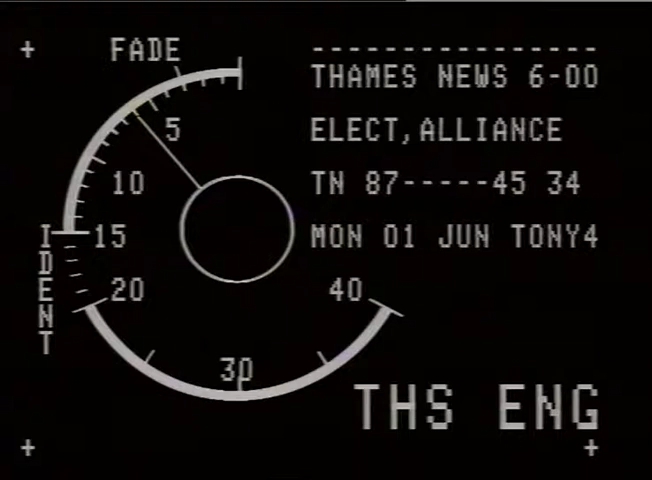 FADE
----------------
THAMES NEWS 6-00
5
ELECT,ALLIANCE
10
TN 87-----45 34
15
MON 01 JUN TONY4
IDENT
20
40
30
THS ENG